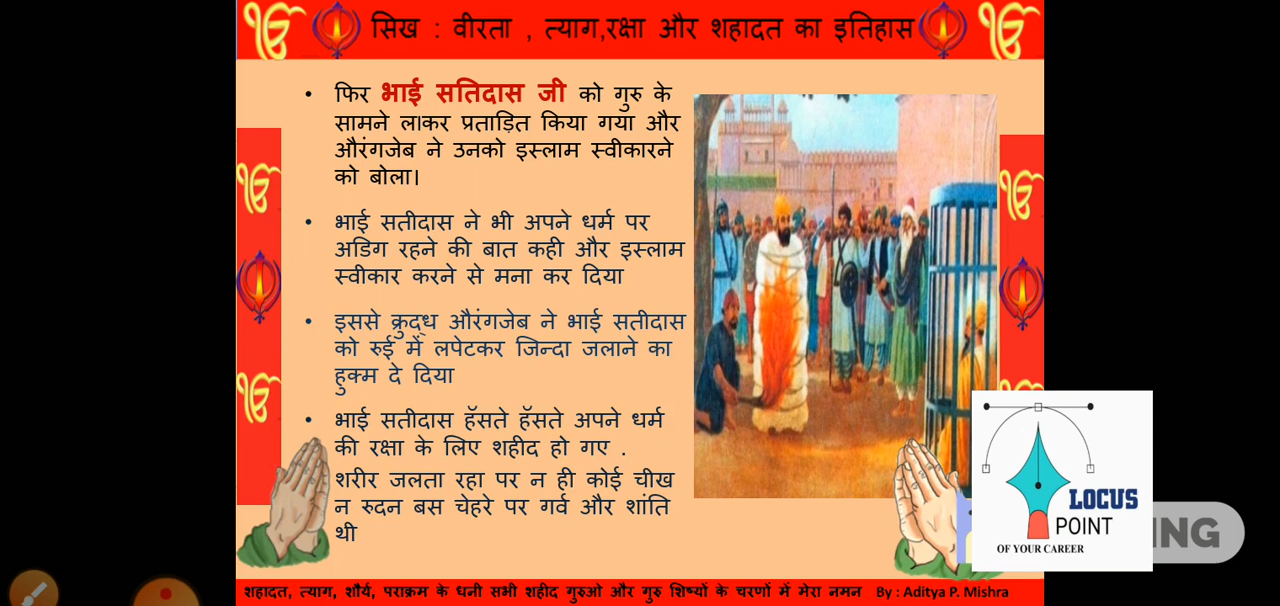 सिख : वीरता , त्याग,रक्षा और शहादत का इतिहास
• फिर भाई सतिदास जी को गुरु के
सामने लाकर प्रताड़ित किया गया और
औरंगजेब ने उनको इस्लाम स्वीकारने
को बोला।
• भाई सतीदास ने भी अपने धर्म पर
अडिग रहने की बात कही और इस्लाम
स्वीकार करने से मना कर दिया
• इससे क्रुद्ध औरंगजेब ने भाई सतीदास
को रुई में लपेटकर जिन्दा जलाने का
हुक्म दे दिया
• भाई सतीदास हॅसते हॅसते अपने धर्म
की रक्षा के लिए शहीद हो गए .
शरीर जलता रहा पर न ही कोई चीख
न रुदन बस चेहरे पर गर्व और शांति
थी
LOCUS
POINT
OF YOUR CAREER
ING
शहादत, त्याग, शौर्य, पराक्रम के धनी सभी शहीद गुरुओ और गुरु शिष्यों के चरणों में मेरा नमन By : Aditya P. Mishra